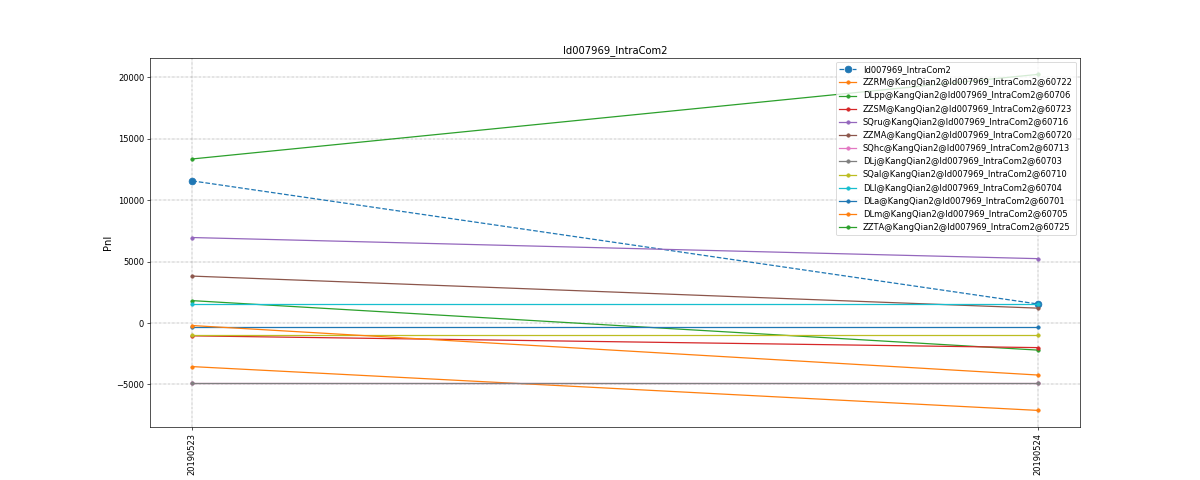 Id007969_IntraCom2
Pnl
20000
15000
10000
5000
0
−5000
20190523
20190524
Id007969_IntraCom2
ZZRM@KangQian2@Id007969_IntraCom2@60722
DLpp@KangQian2@Id007969_IntraCom2@60706
ZZSM@KangQian2@Id007969_IntraCom2@60723
SQru@KangQian2@Id007969_IntraCom2@60716
ZZMA@KangQian2@Id007969_IntraCom2@60720
SQhc@KangQian2@Id007969_IntraCom2@60713
DLj@KangQian2@Id007969_IntraCom2@60703
SQal@KangQian2@Id007969_IntraCom2@60710
DLl@KangQian2@Id007969_IntraCom2@60704
DLa@KangQian2@Id007969_IntraCom2@60701
DLm@KangQian2@Id007969_IntraCom2@60705
ZZTA@KangQian2@Id007969_IntraCom2@60725